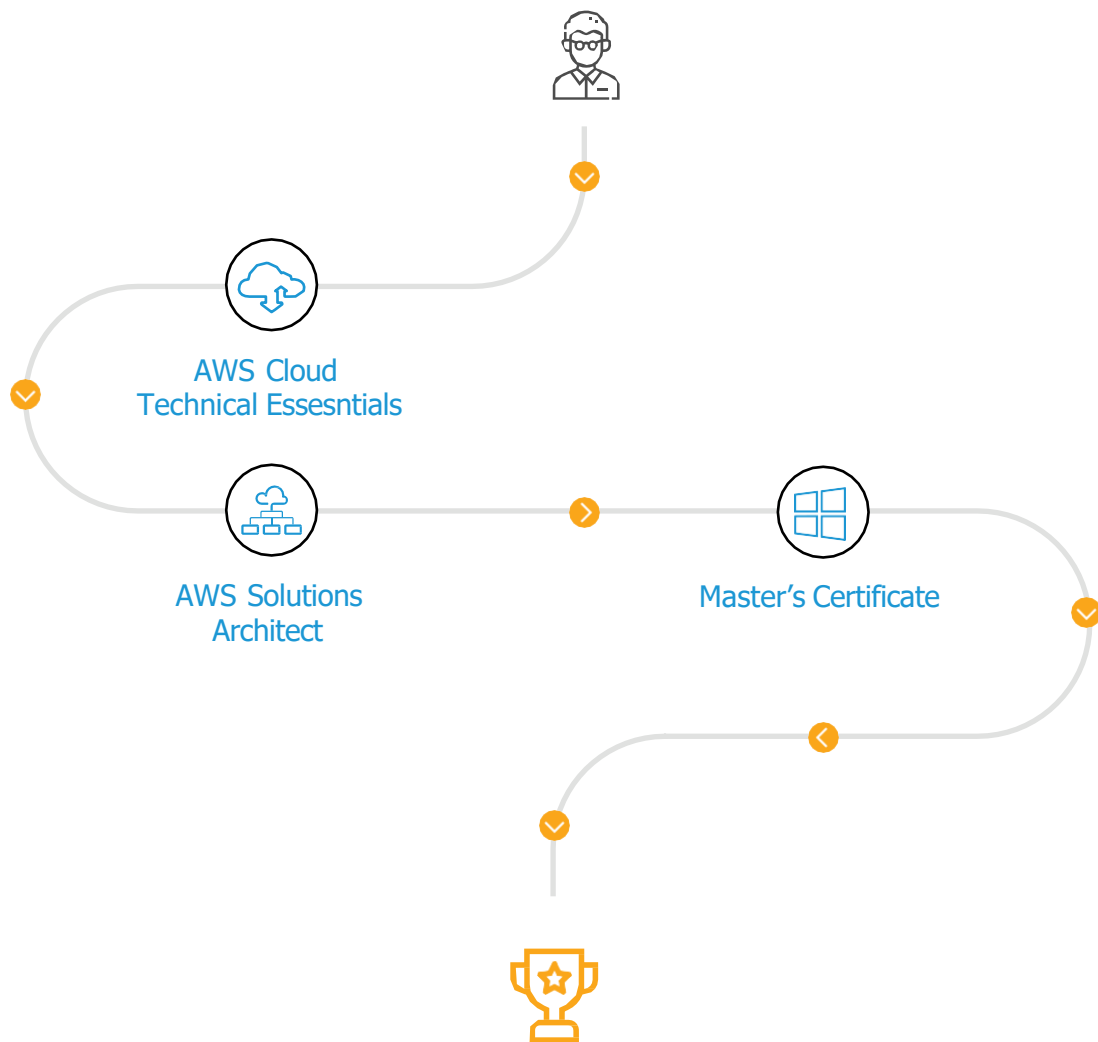 AWS Cloud
Technical Essesntials
AWS Solutions
Architect
Master’s Certificate